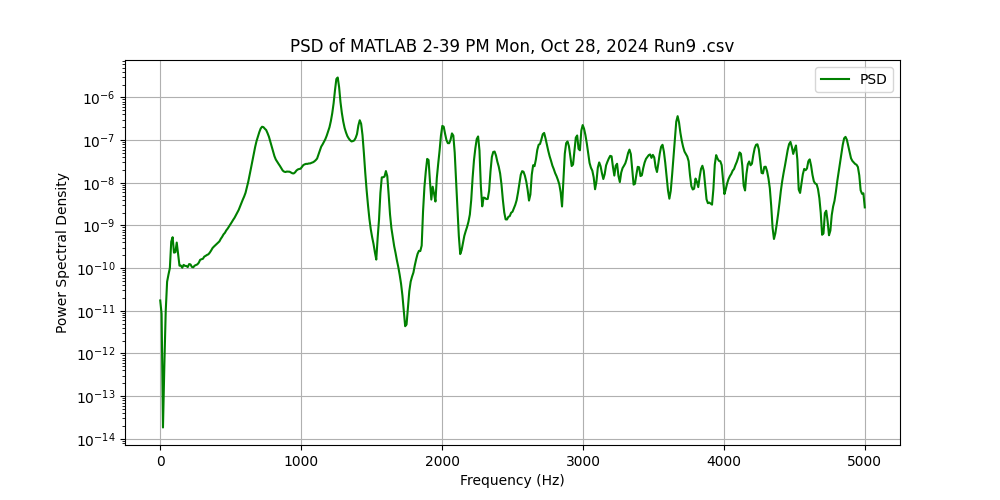 PSD of MATLAB 2-39 PM Mon, Oct 28, 2024 Run9 .csv
PSD
Power Spectral Density
10⁻⁶
10⁻⁷
10⁻⁸
10⁻⁹
10⁻¹⁰
10⁻¹¹
10⁻¹²
10⁻¹³
10⁻¹⁴
0 1000 2000 3000 4000 5000
Frequency (Hz)